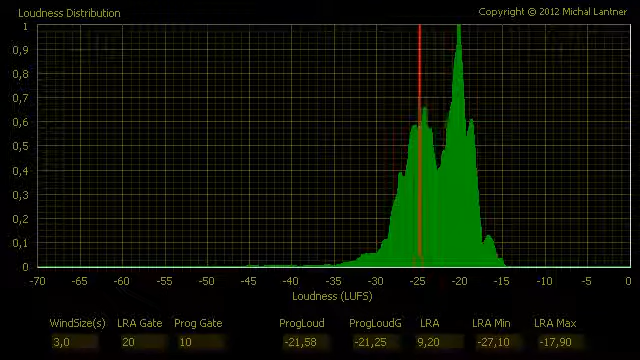 Loudness Distribution
Copyright © 2012 Michal Lantner
1
0,9
0,8
0,7
0,6
0,5
0,4
0,3
0,2
0,1
0
-70 -65 -60 -55 -50 -45 -40 -35 -30 -25 -20 -15 -10 -5 0
Loudness (LUFS)
WindSize(s) LRA Gate Prog Gate ProgLoud ProgLoudG LRA LRA Min LRA Max
3,0 20 10 -21,58 -21,25 9,20 -27,10 -17,90